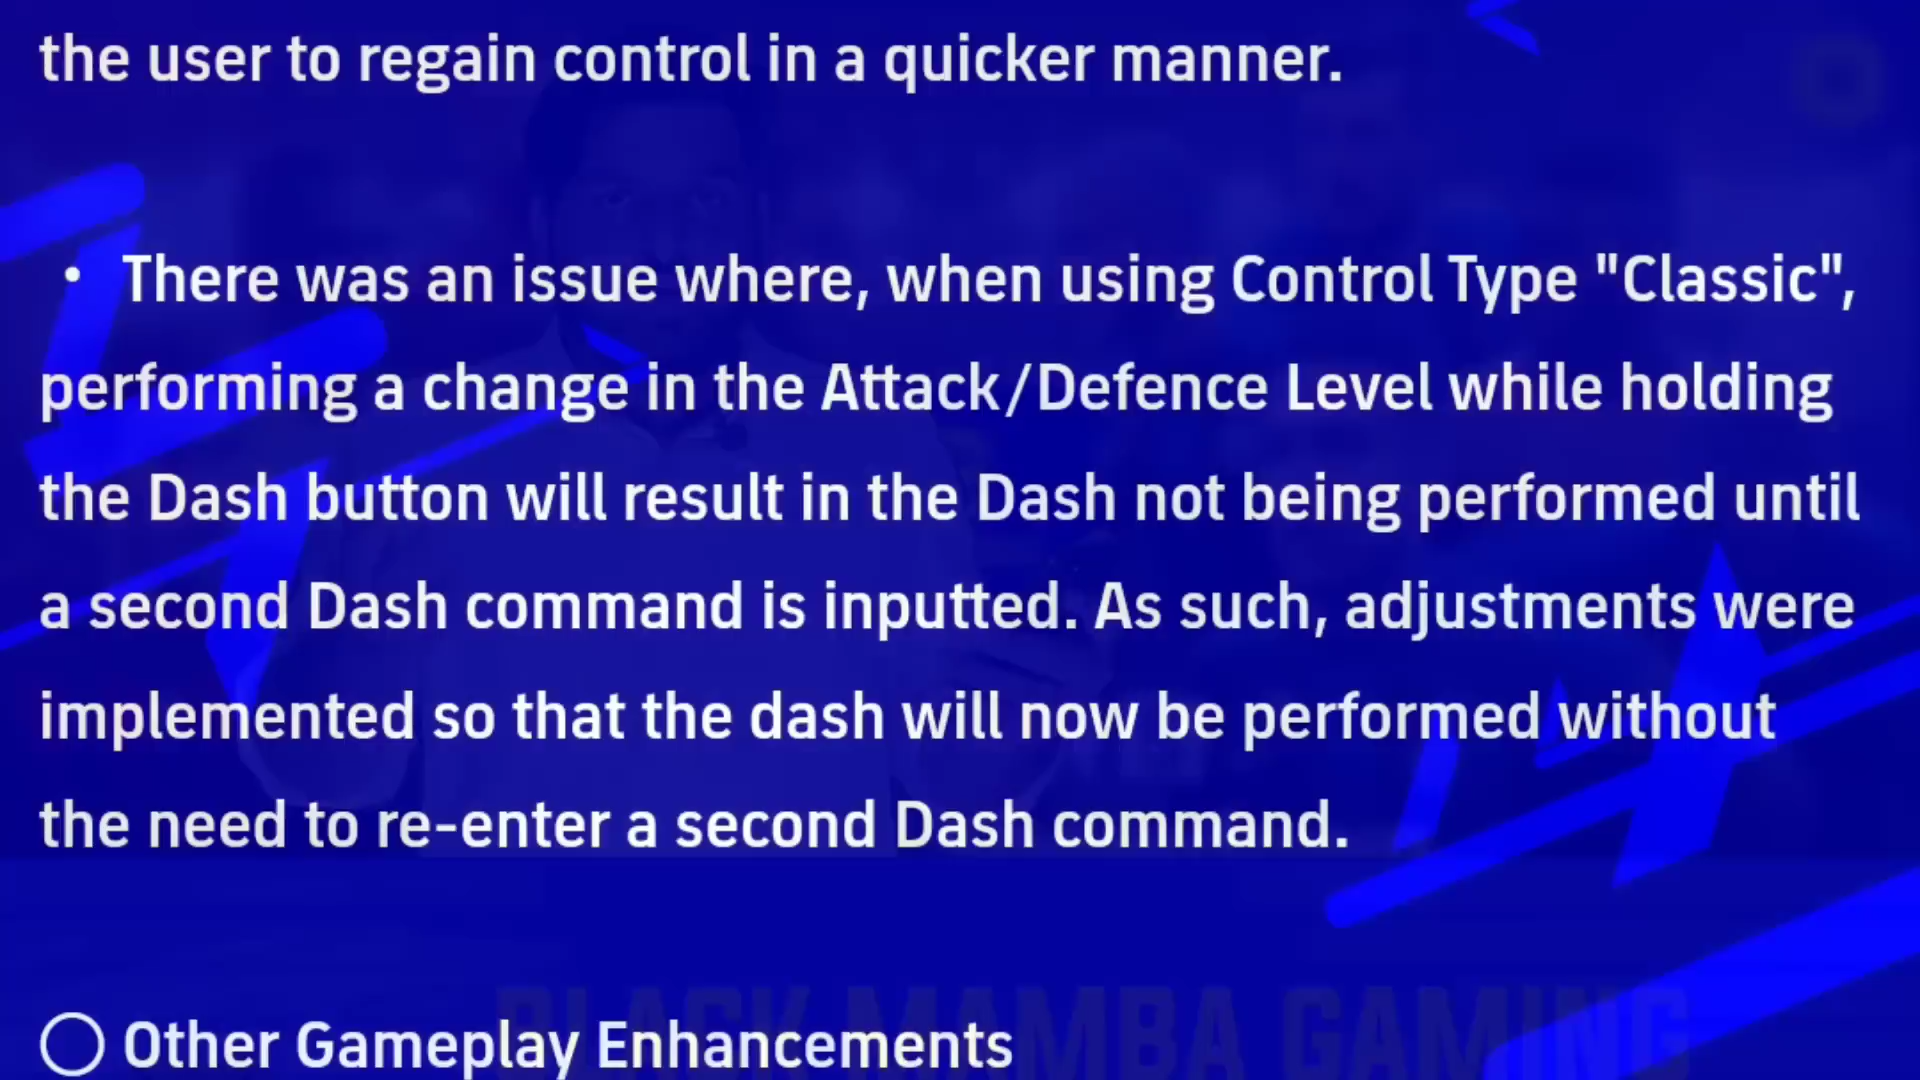 the user to regain control in a quicker manner.
• There was an issue where, when using Control Type "Classic",
performing a change in the Attack/Defence Level while holding
the Dash button will result in the Dash not being performed until
a second Dash command is inputted. As such, adjustments were
implemented so that the dash will now be performed without
the need to re-enter a second Dash command.
BLACK MAMBA GAMING
○ Other Gameplay Enhancements